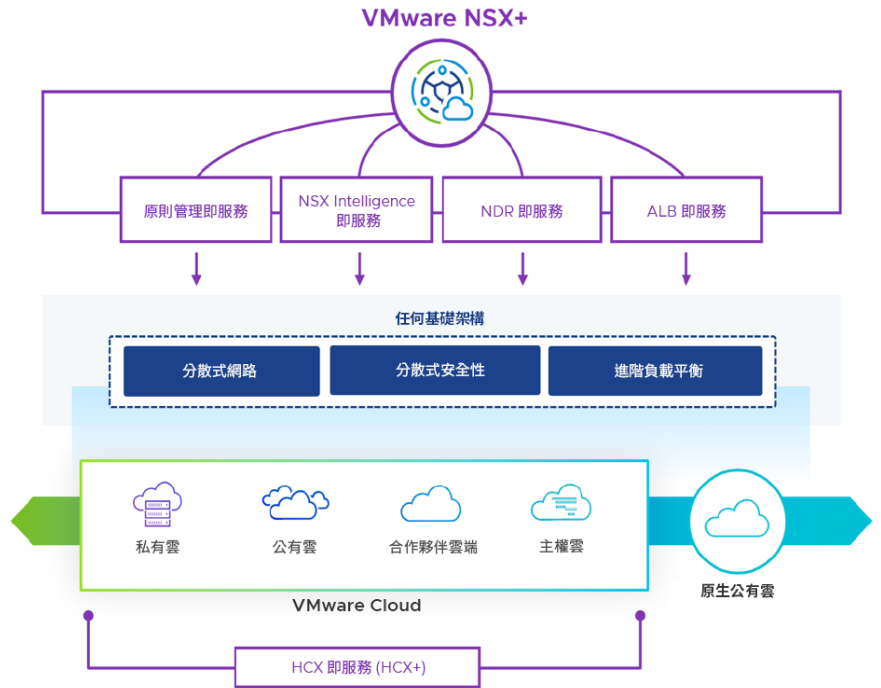 VMware NSX+
原則管理即服務
NSX Intelligence
即服務
NDR 即服務
ALB 即服務
任何基礎架構
分散式網路
分散式安全性
進階負載平衡
私有雲
公有雲
合作夥伴雲端
主權雲
原生公有雲
VMware Cloud
HCX 即服務 (HCX+)